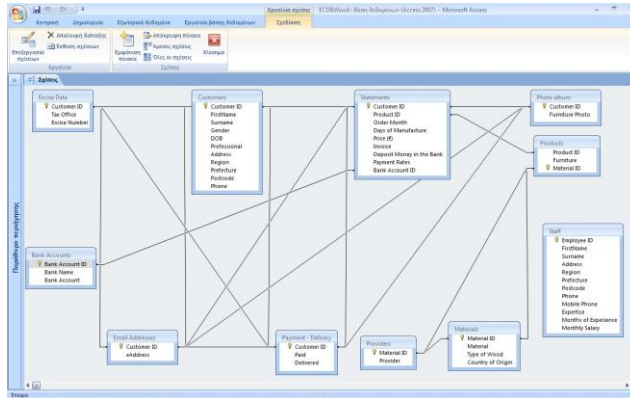 Εργαλεία σχέσης
ECDBWood : Βάση δεδομένων (Access 2007) - Microsoft Access
Κεντρική
Δημιουργία
Εξωτερικά δεδομένα
Εργαλεία βάσης δεδομένων
Σχεδίαση
Επεξεργασία σχέσεων
Απαλοιφή διάταξης
Έκθεση σχέσεων
Εργαλεία
Εμφάνιση πίνακα
Απόκρυψη πίνακα
Άμεσες σχέσεις
Όλες οι σχέσεις
Κλείσιμο
Σχέσεις
Σχέσεις
Παράθυρο περιήγησης
Excise Data
Customer ID
Tax Office
Excise Number
Customers
Customer ID
FirstName
Surname
Gender
DOB
Professional
Address
Region
Prefecture
Postcode
Phone
Statements
Customer ID
Product ID
Order Month
Days of Manufacture
Price (€)
Invoice
Deposit Money in the Bank
Payment Rates
Bank Account ID
Photo album
Customer ID
Furniture Photo
Products
Product ID
Furniture
Material ID
Staff
Employee ID
FirstName
Surname
Address
Region
Prefecture
Postcode
Phone
Mobile Phone
Expertise
Months of Experience
Monthly Salary
Bank Accounts
Bank Account ID
Bank Name
Bank Account
Email Addresses
Customer ID
eAddress
Payment - Delivery
Customer ID
Paid
Delivered
Providers
Material ID
Provider
Materials
Material ID
Material
Type of Wood
Country of Origin
Έτοιμο